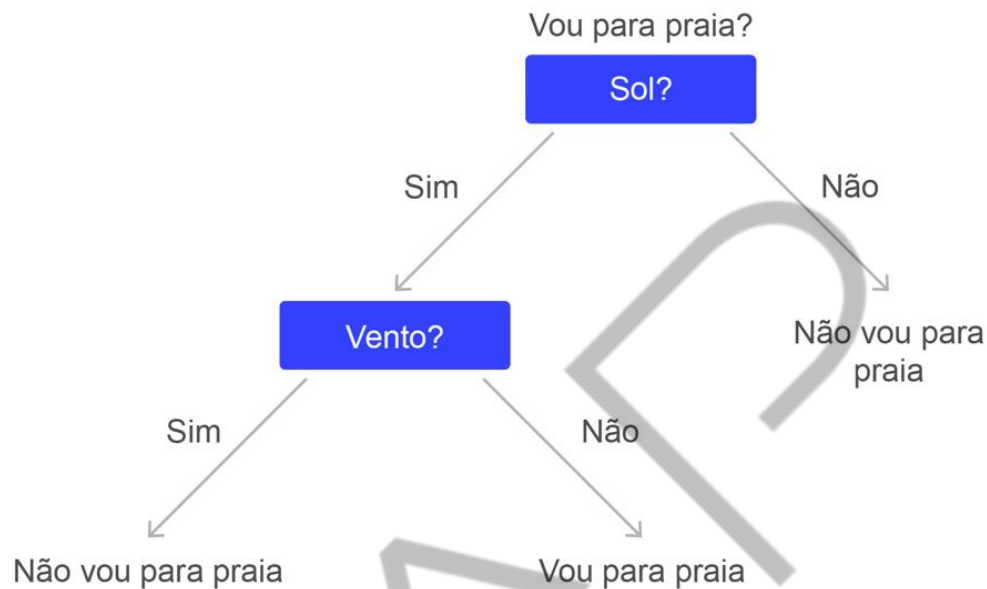 Vou para praia?
Sol?
Sim
Não
Vento?
Não vou para
praia
Sim
Não
Não vou para praia
Vou para praia